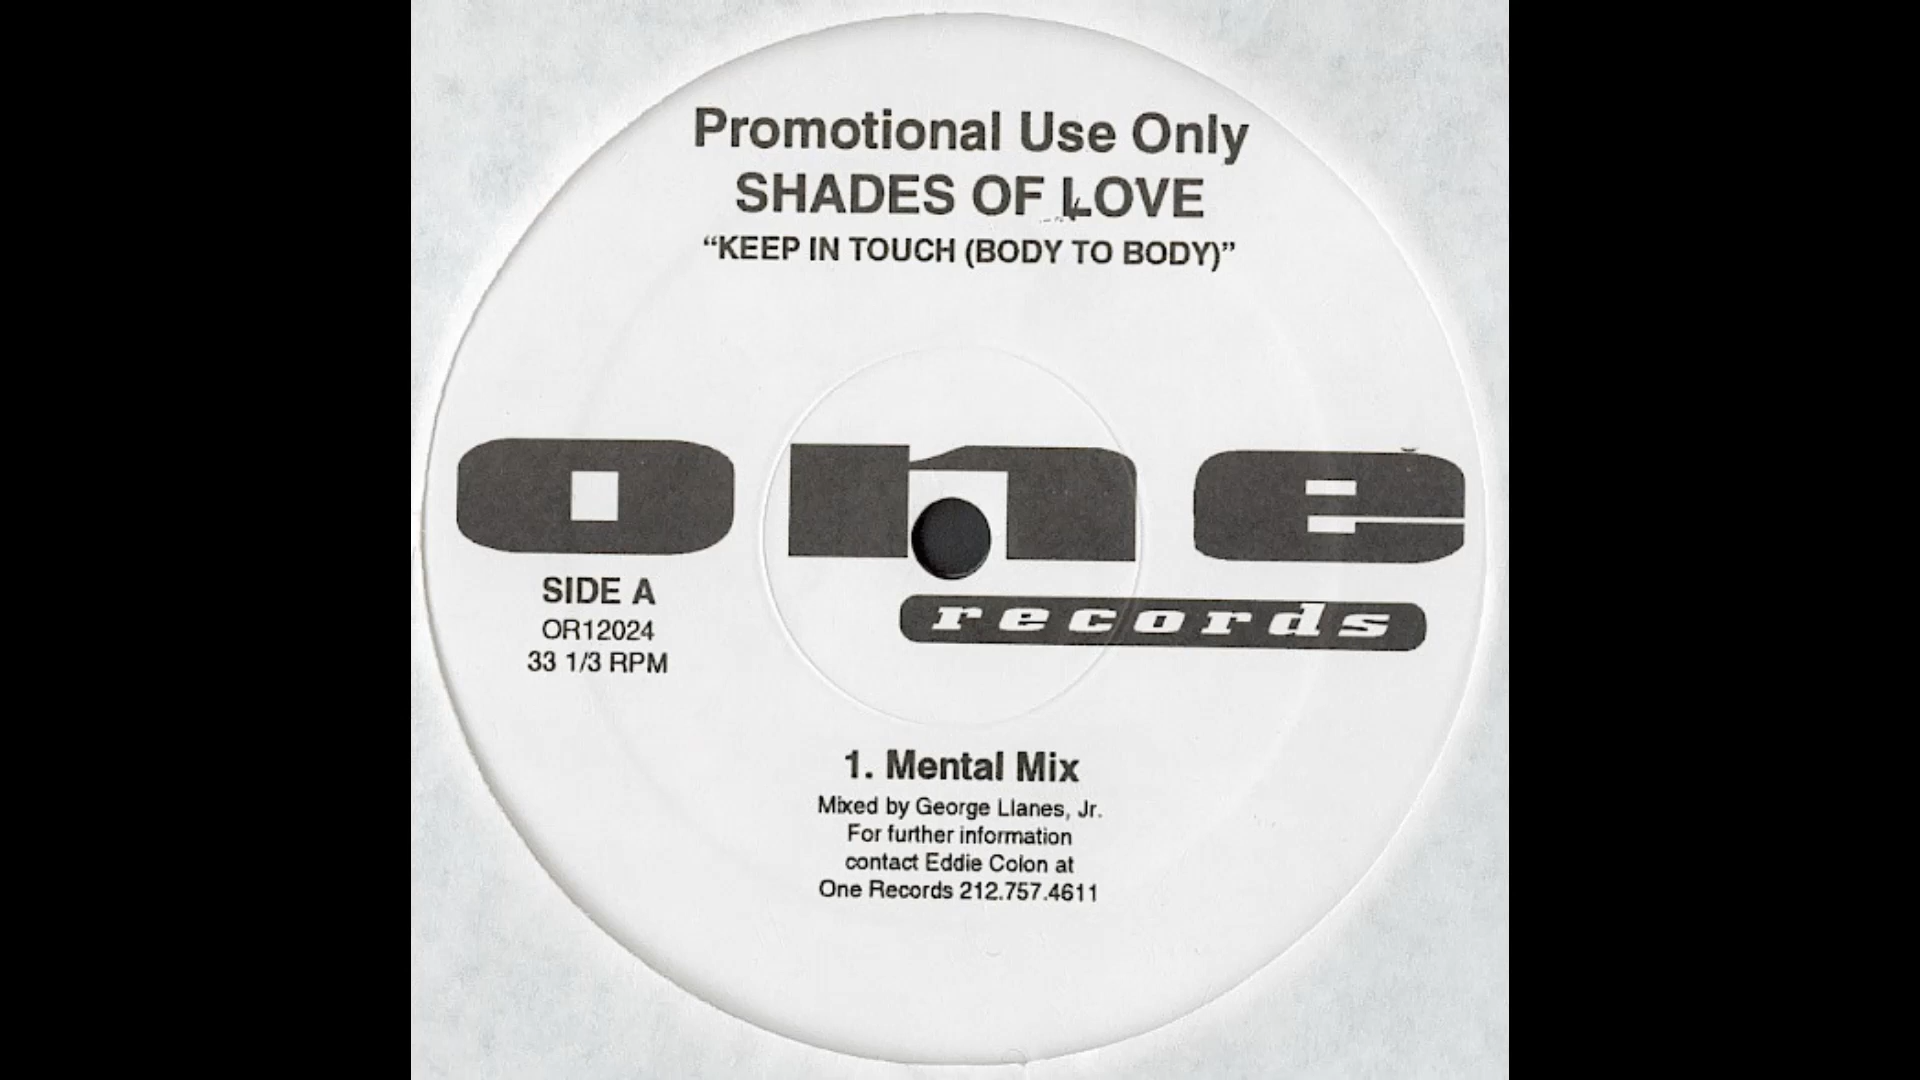 Promotional Use Only
SHADES OF LOVE
“KEEP IN TOUCH (BODY TO BODY)”
one
records
SIDE A
OR12024
33 1/3 RPM
1. Mental Mix
Mixed by George Llanes, Jr.
For further information
contact Eddie Colon at
One Records 212.757.4611